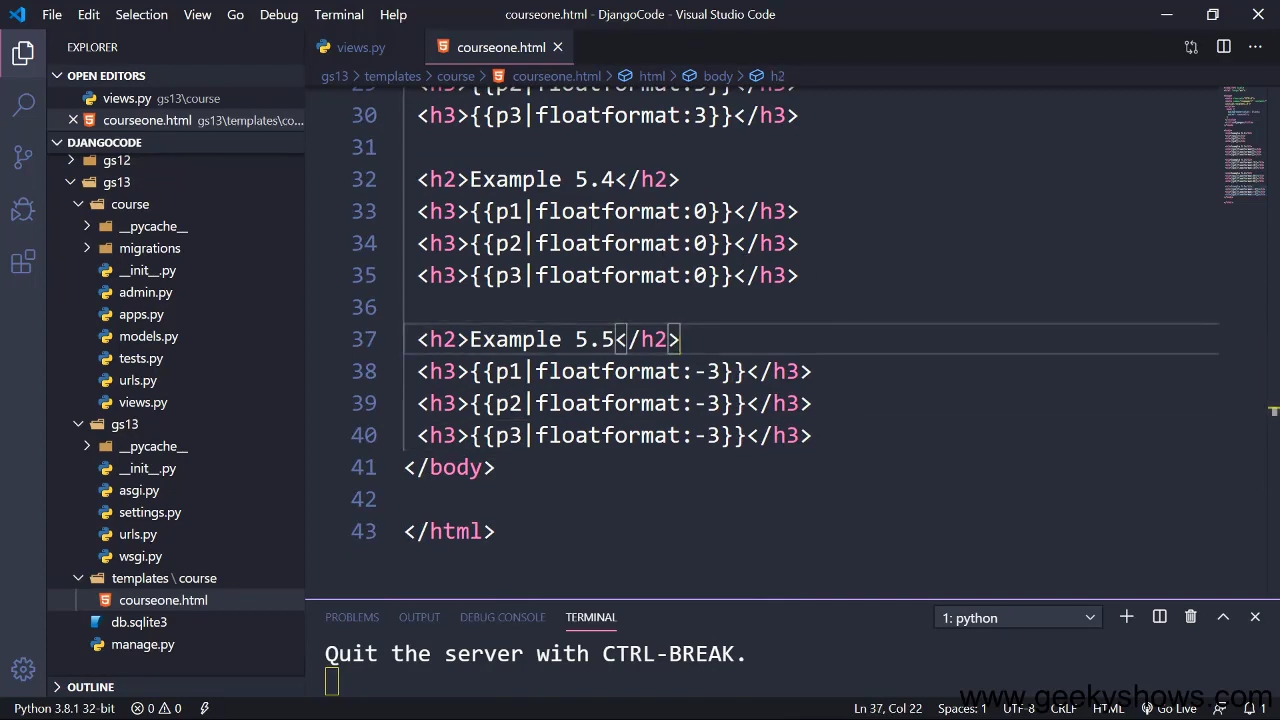 File Edit Selection View Go Debug Terminal Help courseone.html - DjangoCode - Visual Studio Code
EXPLORER
OPEN EDITORS
views.py gs13\course
courseone.html gs13\templates\co...
DJANGOCODE
gs12
gs13
course
__pycache__
migrations
__init__.py
admin.py
apps.py
models.py
tests.py
urls.py
views.py
gs13
__pycache__
__init__.py
asgi.py
settings.py
urls.py
wsgi.py
templates \ course
courseone.html
db.sqlite3
manage.py
OUTLINE
views.py courseone.html
gs13 › templates › course › courseone.html › html › body › h2
29 <h3>{{p2|floatformat:3}}</h3>
30 <h3>{{p3|floatformat:3}}</h3>
31
32 <h2>Example 5.4</h2>
33 <h3>{{p1|floatformat:0}}</h3>
34 <h3>{{p2|floatformat:0}}</h3>
35 <h3>{{p3|floatformat:0}}</h3>
36
37 <h2>Example 5.5</h2>
38 <h3>{{p1|floatformat:-3}}</h3>
39 <h3>{{p2|floatformat:-3}}</h3>
40 <h3>{{p3|floatformat:-3}}</h3>
41 </body>
42
43 </html>
PROBLEMS OUTPUT DEBUG CONSOLE TERMINAL 1: python
Quit the server with CTRL-BREAK.
www.geekyshows.com
Python 3.8.1 32-bit 0 0 Ln 37, Col 22 Spaces: 1 UTF-8 CRLF HTML Go Live 1